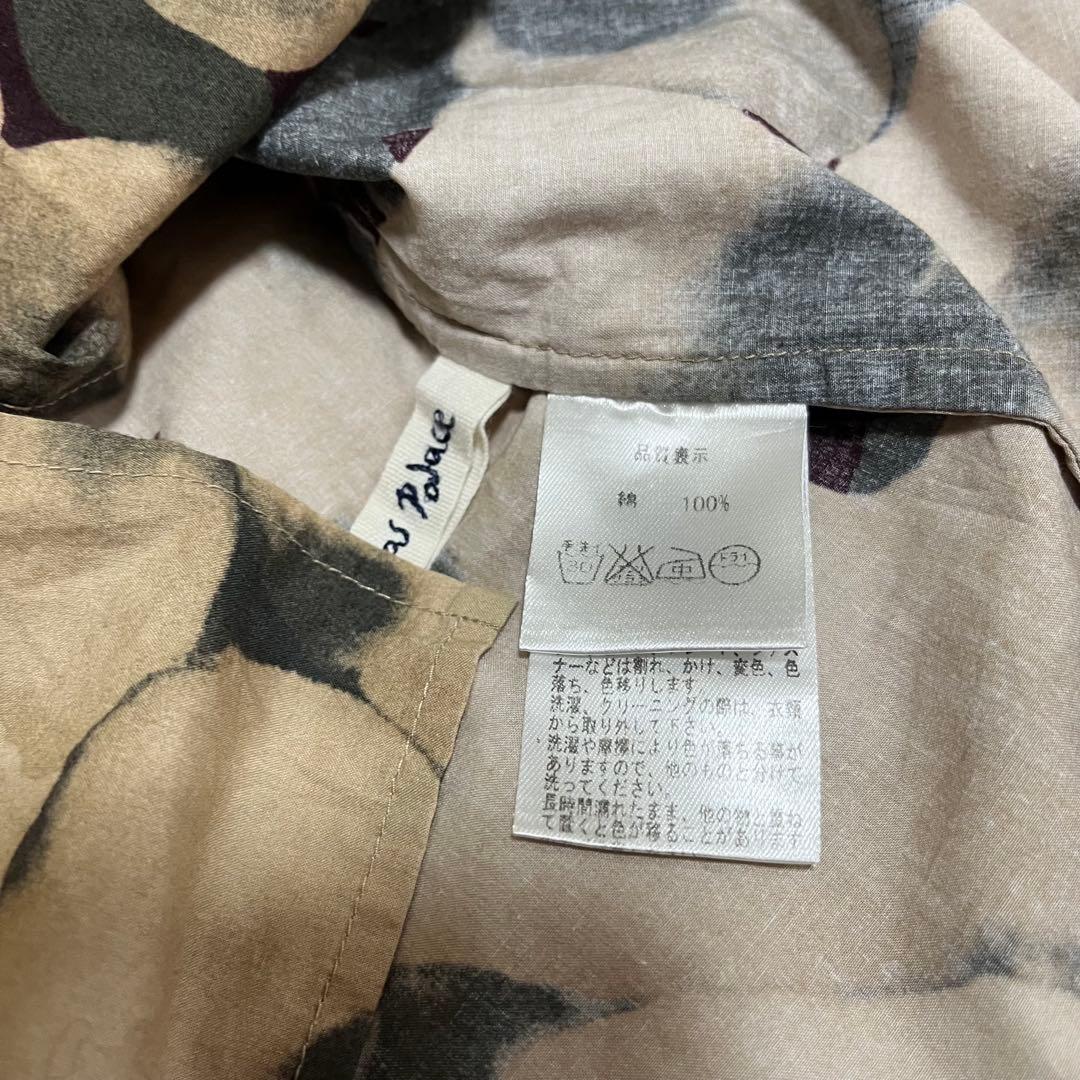 as Palace
品質表示
綿 100%
手洗イ
30
中
ドライ
ナーなどは割れ、かけ、変色、色
落ち、色移りします
洗濯、クリーニングの際は、衣類
から取り外して下さい。
洗濯や摩擦により色が落ちる事が
ありますので、他のものと分けて
洗ってください。
長時間濡れたまま、他の物と重ね
て置くと色が移ることがあります